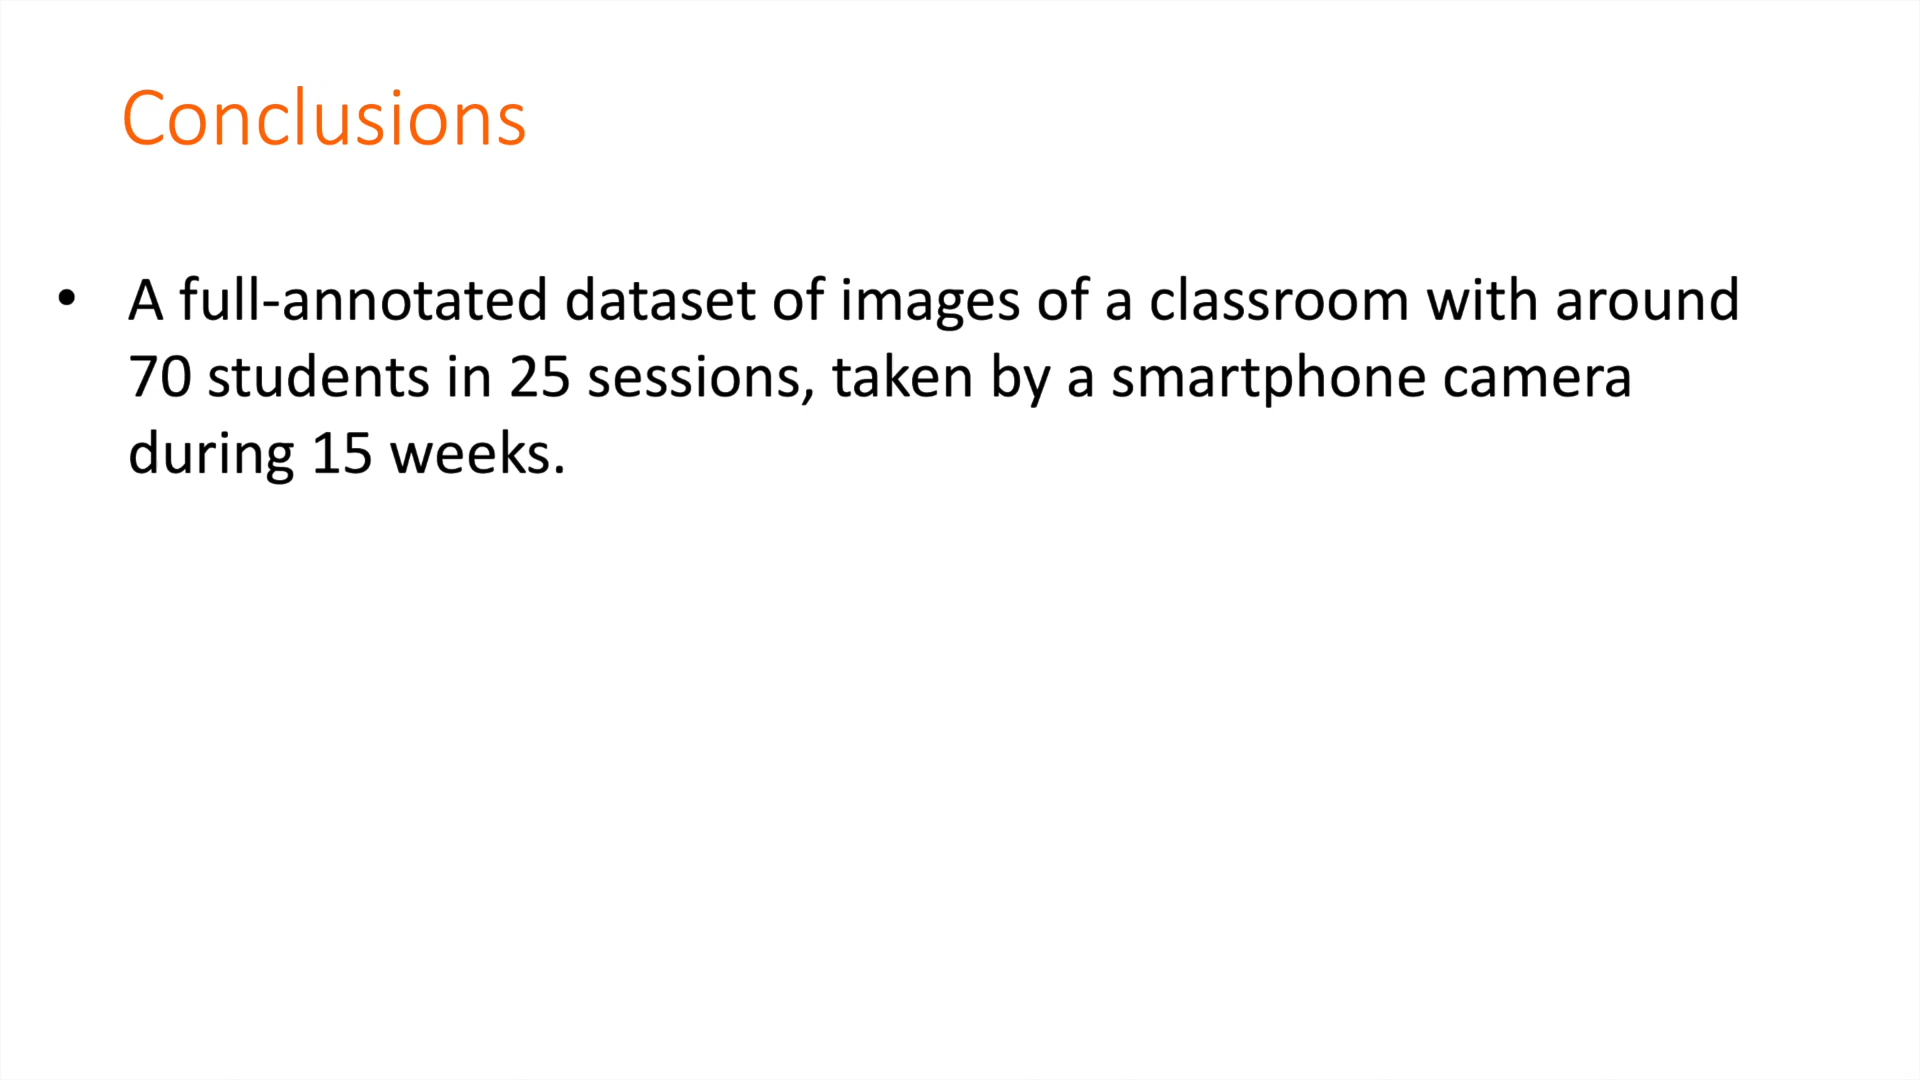 Conclusions
• A full-annotated dataset of images of a classroom with around
70 students in 25 sessions, taken by a smartphone camera
during 15 weeks.